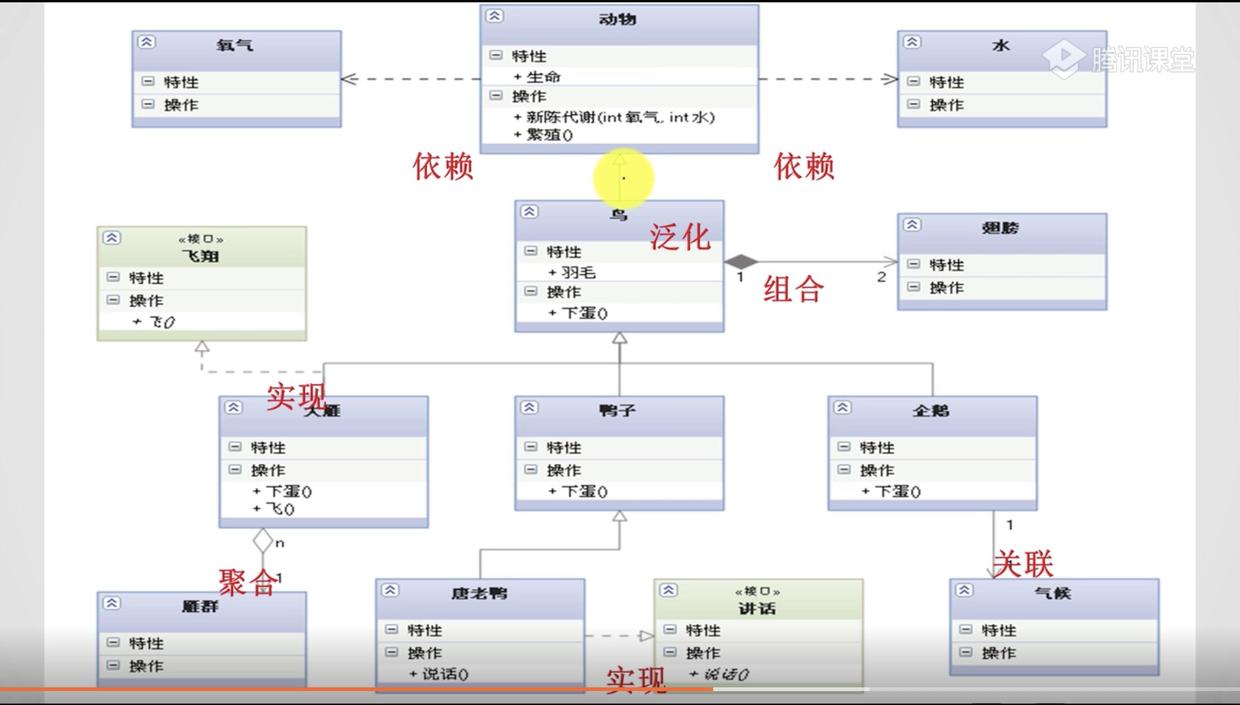 动物
特性
+ 生命
操作
+ 新陈代谢(int 氧气, int 水)
+ 繁殖()
氧气
特性
操作
水
特性
操作
腾讯课堂
依赖
依赖
«接口»
飞翔
特性
操作
+ 飞()
鸟
特性
+ 羽毛
操作
+ 下蛋()
泛化
1
组合
2
翅膀
特性
操作
实现
大雁
特性
操作
+ 下蛋()
+ 飞()
鸭子
特性
操作
+ 下蛋()
企鹅
特性
操作
+ 下蛋()
n
聚合
1
1
关联
雁群
特性
操作
唐老鸭
特性
操作
+ 说话()
实现
«接口»
讲话
特性
操作
+ 说话()
气候
特性
操作